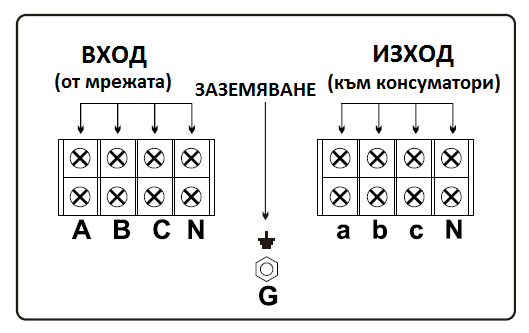 ВХОД
(от мрежата)
ЗАЗЕМЯВАНЕ
ИЗХОД
(към консуматори)
A B C N
G
a b c N